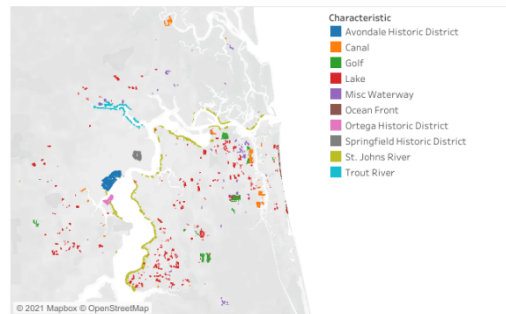 Characteristic
Avondale Historic District
Canal
Golf
Lake
Misc Waterway
Ocean Front
Ortega Historic District
Springfield Historic District
St. Johns River
Trout River
© 2021 Mapbox © OpenStreetMap